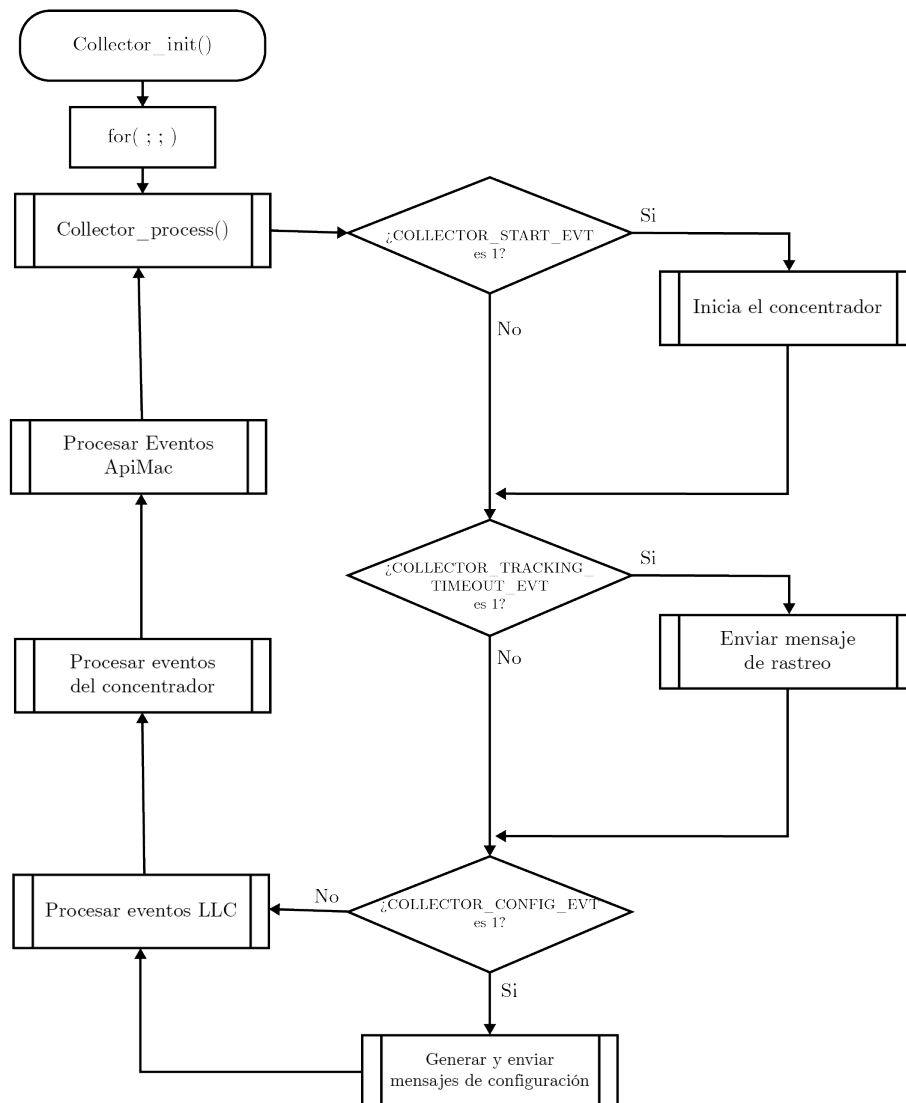 Collector_init()
for( ; ; )
Collector_process()
¿COLLECTOR_START_EVT
es 1?
Si
No
Inicia el concentrador
Procesar Eventos
ApiMac
¿COLLECTOR_TRACKING_
TIMEOUT_EVT
es 1?
Si
No
Enviar mensaje
de rastreo
Procesar eventos
del concentrador
¿COLLECTOR_CONFIG_EVT
es 1?
No
Si
Procesar eventos LLC
Generar y enviar
mensajes de configuración